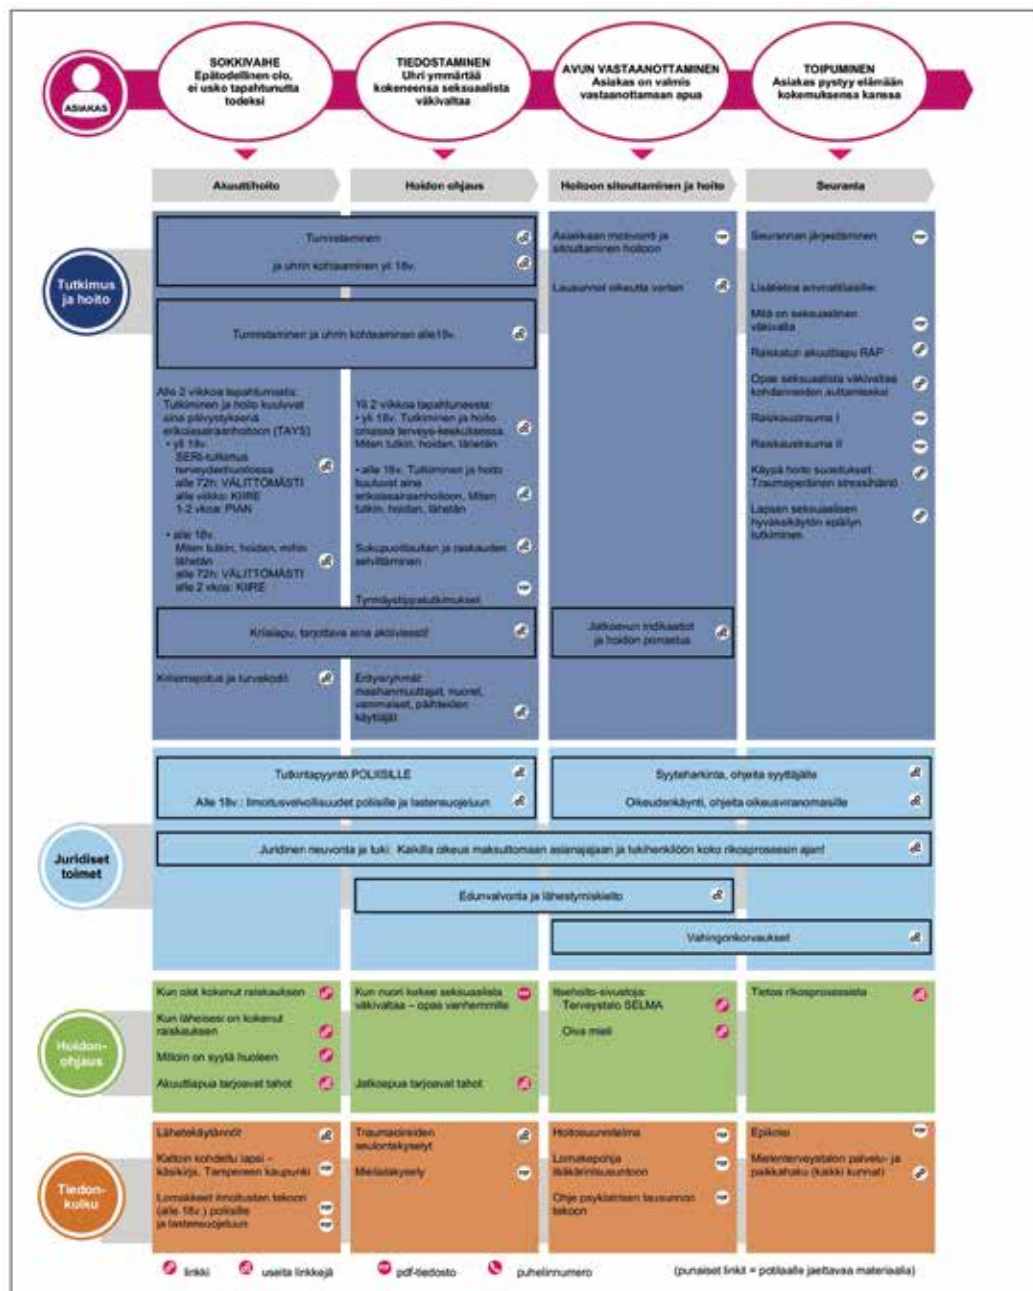 ASIAKAS
SOKKIVAIHE
Epätodellinen olo,
ei usko tapahtunutta
todeksi
TIEDOSTAMINEN
Uhri ymmärtää
kokeneensa seksuaalista
väkivaltaa
AVUN VASTAANOTTAMINEN
Asiakas on valmis
vastaanottamaan apua
TOIPUMINEN
Asiakas pystyy elämään
kokemuksensa kanssa
Akuuttihoito
Hoidon ohjaus
Hoitoon sitouttaminen ja hoito
Seuranta
Tutkimus
ja hoito
Tunnistaminen
ja uhrin kohtaaminen yli 18v.
Tunnistaminen ja uhrin kohtaaminen alle18v.
Alle 2 viikkoa tapahtumasta:
Tutkiminen ja hoito kuuluvat
aina päivystyksenä
erikoissairaanhoitoon (TAYS)
• yli 18v.
SERI-tutkimus
terveydenhuollossa
alle 72h: VÄLITTÖMÄSTI
alle viikko: KIIRE
1-2 vkoa: PIAN
• alle 18v.
Miten tutkin, hoidan, mihin
lähetän
alle 72h: VÄLITTÖMÄSTI
alle 2 vkoa: KIIRE
Yli 2 viikkoa tapahtuneesta:
• yli 18v. Tutkiminen ja hoito
omassa terveys-keskuksessa.
Miten tutkin, hoidan, lähetän
• alle 18v. Tutkiminen ja hoito
kuuluvat aina
erikoissairaanhoitoon, Miten
tutkin, hoidan, lähetän
Sukupuolitautien ja raskauden
selvittäminen
Tyrmäystippatutkimukset
Kriisiapu, tarjottava aina aktiivisesti!
Kriisimajoitus ja turvakodit
Erityisryhmät:
maahanmuuttajat, nuoret,
vammaiset, päihteiden
käyttäjät
Asiakkaan motivointi ja
sitouttaminen hoitoon
Lausunnot oikeutta varten
Jatkoavun indikaatiot
ja hoidon porrastus
Seurannan järjestäminen
Lisätietoa ammattilaisille:
Mitä on seksuaalinen
väkivalta
Raiskatun akuuttiapu RAP
Opas seksuaalista väkivaltaa
kohdanneiden auttamiseksi
Raiskaustrauma I
Raiskaustrauma II
Käypä hoito suositukset:
Traumaperäinen stressihäiriö
Lapsen seksuaalisen
hyväksikäytön epäilyn
tutkiminen
Juridiset
toimet
Tutkintapyyntö POLIISILLE
Alle 18v.: Ilmoitusvelvollisuudet poliisille ja lastensuojeluun
Syyteharkinta, ohjeita syyttäjälle
Oikeudenkäynti, ohjeita oikeusviranomaisille
Juridinen neuvonta ja tuki: Kaikilla oikeus maksuttomaan asianajajaan ja tukihenkilöön koko rikosprosessin ajan!
Edunvalvonta ja lähestymiskielto
Vahingonkorvaukset
Hoidon-
ohjaus
Kun olet kokenut raiskauksen
Kun läheisesi on kokenut
raiskauksen
Milloin on syytä huoleen
Akuuttiapua tarjoavat tahot
Kun nuori kokee seksuaalista
väkivaltaa – opas vanhemmille
PDF
Jatkoapua tarjoavat tahot
Itsehoito-sivustoja:
Terveystalo SELMA
Oiva mieli
Tietoa rikosprosessista
Tiedon-
kulku
Lähetekäytännöt
Kaltoin kohdeltu lapsi –
käsikirja, Tampereen kaupunki
PDF
Lomakkeet ilmoitusten tekoon
(alle 18v.) poliisille
ja lastensuojeluun
PDF
PDF
Traumaoireiden
seulontakyselyt
Mielialakysely
PDF
Hoitosuunnitelma
PDF
Lomakepohja
lääkärinlausuntoon
PDF
Ohje psykiatrisen lausunnon
tekoon
PDF
Epikriisi
PDF
Mielenterveystalon palvelu- ja
paikkahaku (kaikki kunnat)
linkki
useita linkkejä
PDF
pdf-tiedosto
puhelinnumero
(punaiset linkit = potilaalle jaettavaa materiaalia)